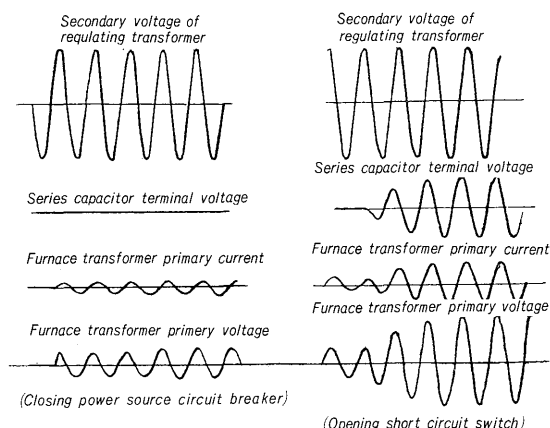 Secondary voltage of
requlating transformer
Series capacitor terminal voltage
Furnace transformer primary current
Furnace transformer primery voltage
(Closing power source circuit breaker)
Secondary voltage of
regulating transformer
Series capacitor terminal voltage
Furnace transformer primary current
Furnace transformer primary voltage
(Opening short circuit switch)